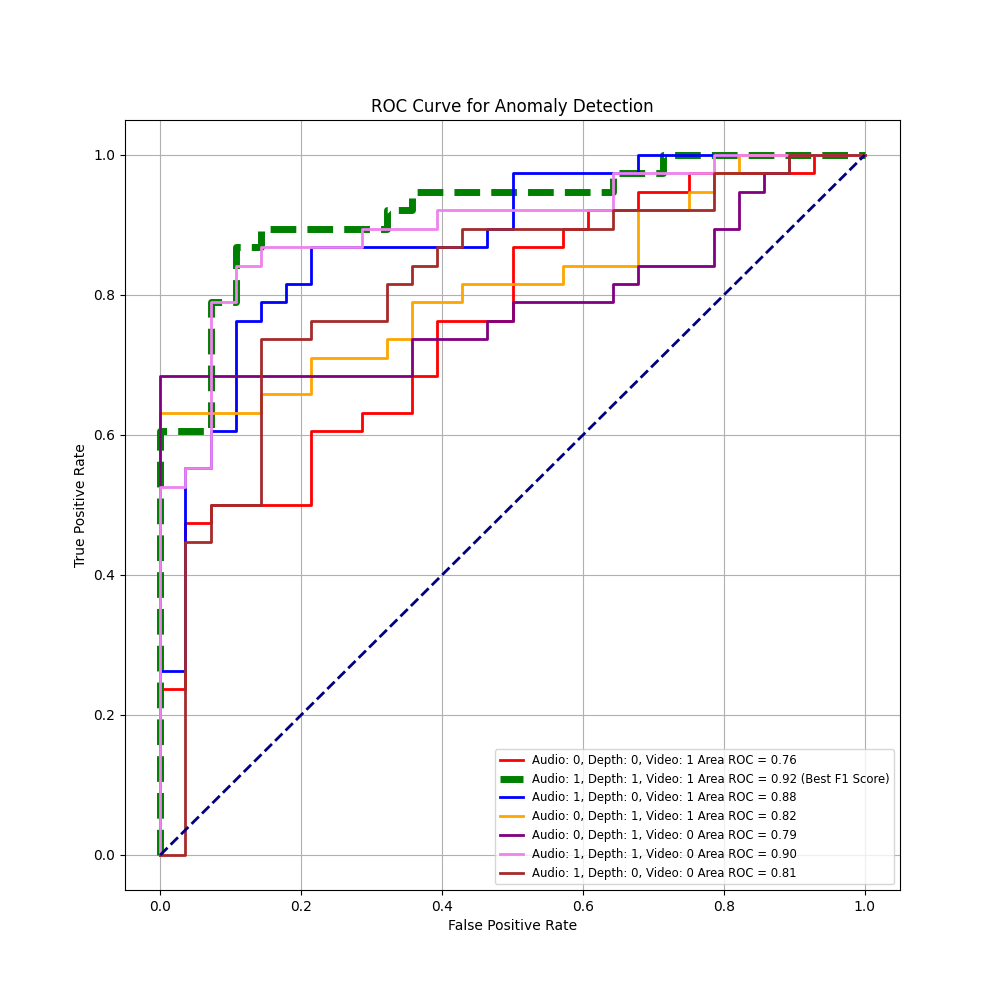 ROC Curve for Anomaly Detection
1.0
0.8
0.6
0.4
0.2
0.0
True Positive Rate
Audio: 0, Depth: 0, Video: 1 Area ROC = 0.76
Audio: 1, Depth: 1, Video: 1 Area ROC = 0.92 (Best F1 Score)
Audio: 1, Depth: 0, Video: 1 Area ROC = 0.88
Audio: 0, Depth: 1, Video: 1 Area ROC = 0.82
Audio: 0, Depth: 1, Video: 0 Area ROC = 0.79
Audio: 1, Depth: 1, Video: 0 Area ROC = 0.90
Audio: 1, Depth: 0, Video: 0 Area ROC = 0.81
0.0 0.2 0.4 0.6 0.8 1.0
False Positive Rate